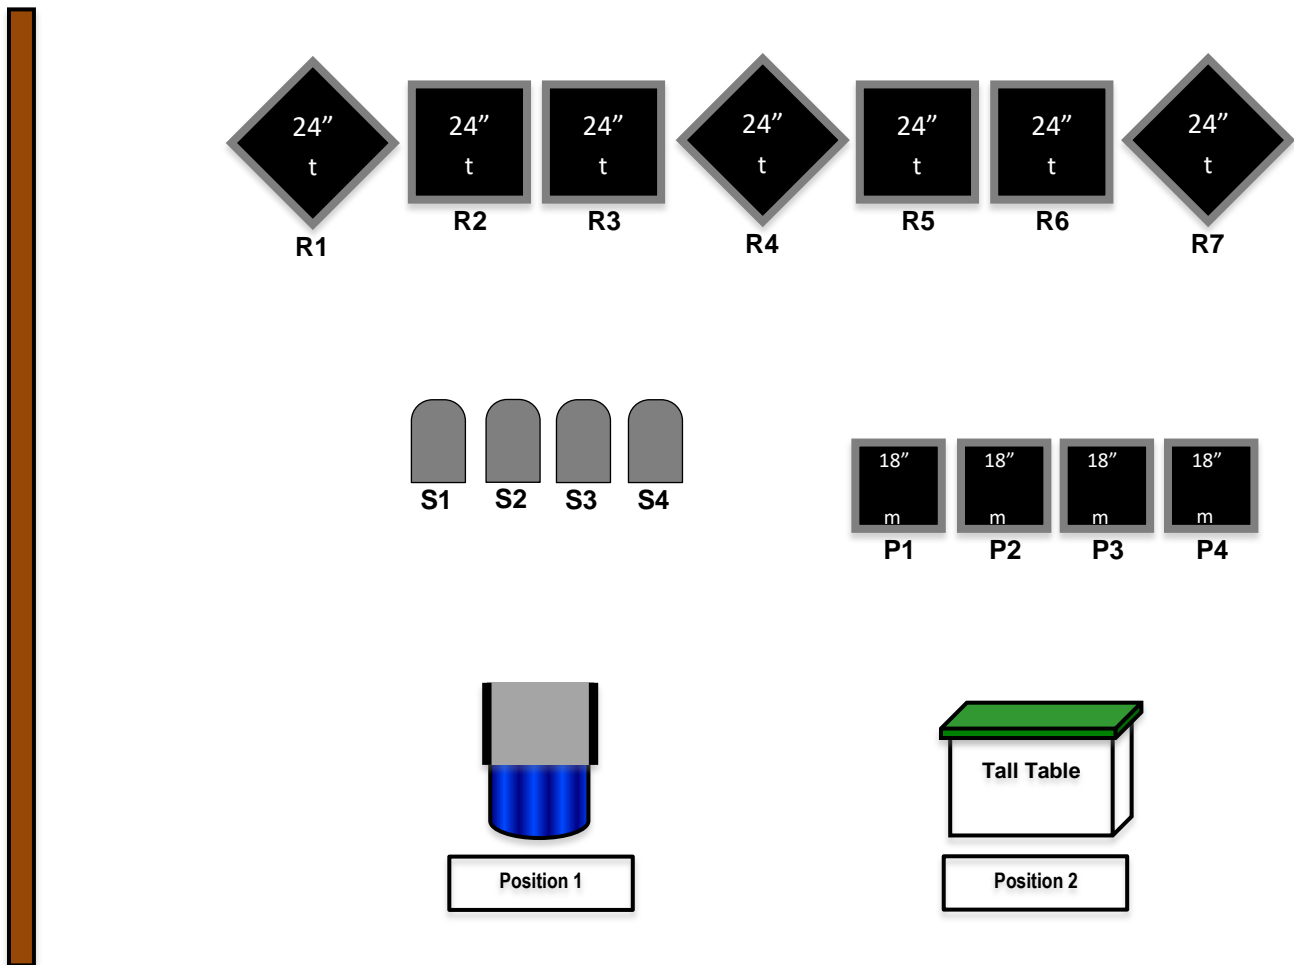 24” 24” 24” 24” 24” 24” 24”
t t t t t t t
R1 R2 R3 R4 R5 R6 R7
S1 S2 S3 S4
18” 18” 18” 18”
m m m m
P1 P2 P3 P4
Tall Table
Position 1 Position 2